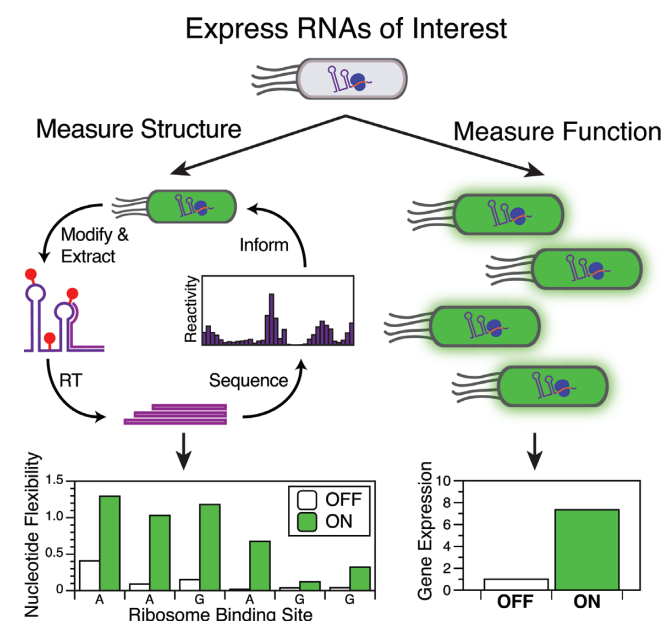 Express RNAs of Interest
Measure Structure
Measure Function
Modify &
Extract
Inform
Reactivity
RT
Sequence
Nucleotide Flexibility
1.5
1.0
0.5
0
OFF
ON
A A G A G G
Ribosome Binding Site
Gene Expression
10
8
6
4
2
0
OFF ON